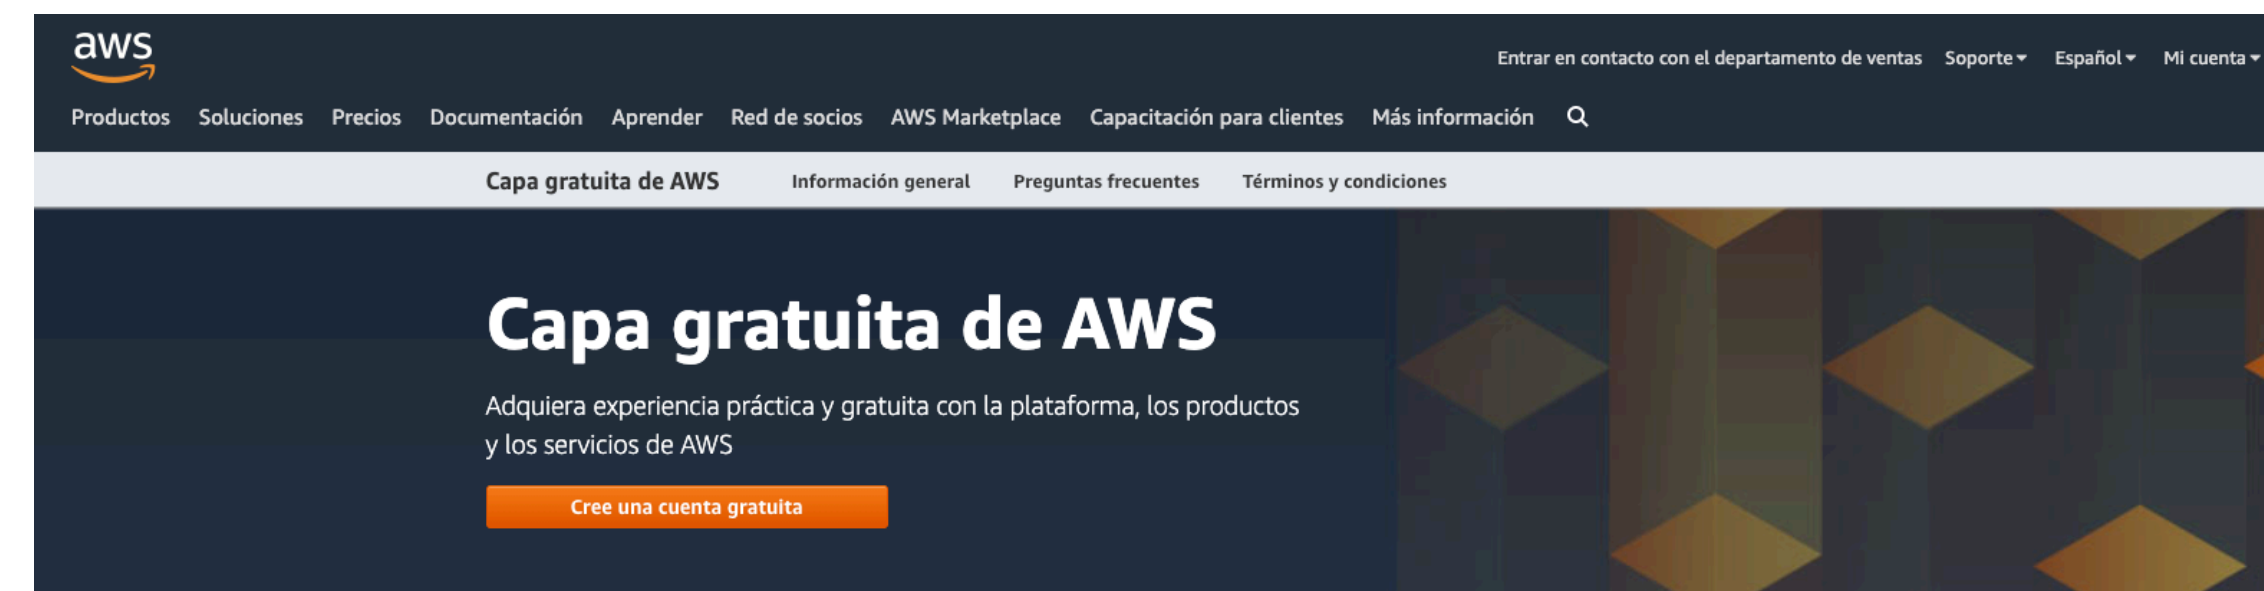 aws
Entrar en contacto con el departamento de ventas Soporte Español Mi cuenta
Productos Soluciones Precios Documentación Aprender Red de socios AWS Marketplace Capacitación para clientes Más información
Capa gratuita de AWS Información general Preguntas frecuentes Términos y condiciones
Capa gratuita de AWS
Adquiera experiencia práctica y gratuita con la plataforma, los productos
y los servicios de AWS
Cree una cuenta gratuita